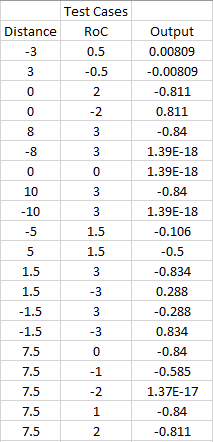 Test Cases
Distance RoC Output
-3 0.5 0.00809
3 -0.5 -0.00809
0 2 -0.811
0 -2 0.811
8 3 -0.84
-8 3 1.39E-18
0 0 1.39E-18
10 3 -0.84
-10 3 1.39E-18
-5 1.5 -0.106
5 1.5 -0.5
1.5 3 -0.834
1.5 -3 0.288
-1.5 3 -0.288
-1.5 -3 0.834
7.5 0 -0.84
7.5 -1 -0.585
7.5 -2 1.37E-17
7.5 1 -0.84
7.5 2 -0.811